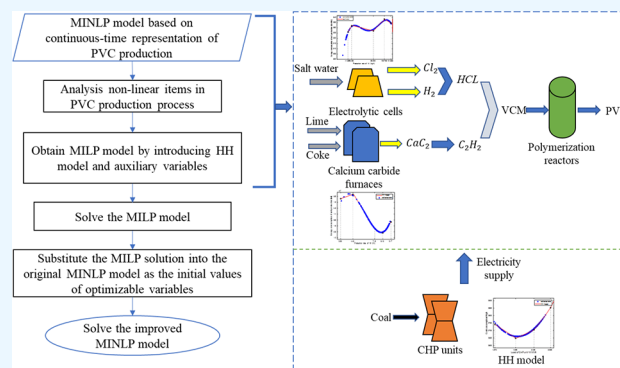 MINLP model based on
continuous-time representation of
PVC production
Analysis non-linear items in
PVC production process
Obtain MILP model by introducing HH
model and auxiliary variables
Solve the MILP model
Substitute the MILP solution into the
original MINLP model as the initial values
of optimizable variables
Solve the improved
MINLP model
Salt water
Cl2
H2
HCL
Electrolytic cells
Lime
Coke
CaC2
C2H2
Calcium carbide
furnaces
VCM
PV
Polymerization
reactors
Electricity
supply
Coal
CHP units
HH model